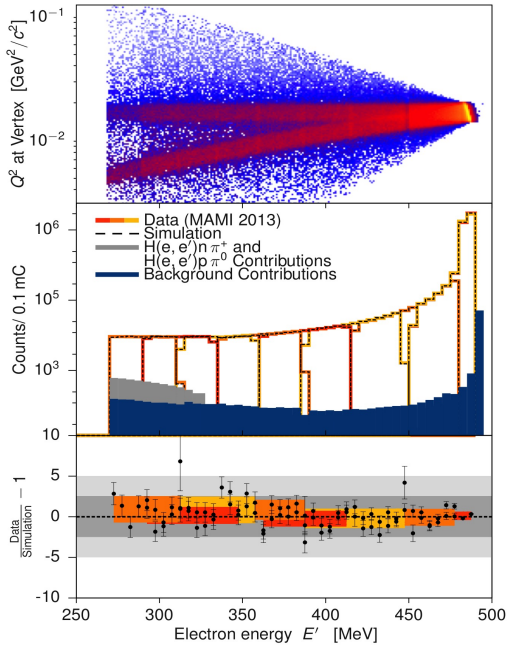 10⁻¹
10⁻²
Q² at Vertex [GeV²/c²]
Data (MAMI 2013)
Simulation
H(e, e′)n π⁺ and
H(e, e′)p π⁰ Contributions
Background Contributions
10⁶
10⁵
10³
10
Counts/ 0.1 mC
5
0
-5
-10
Data/Simulation − 1
250 300 350 400 450 500
Electron energy E′ [MeV]